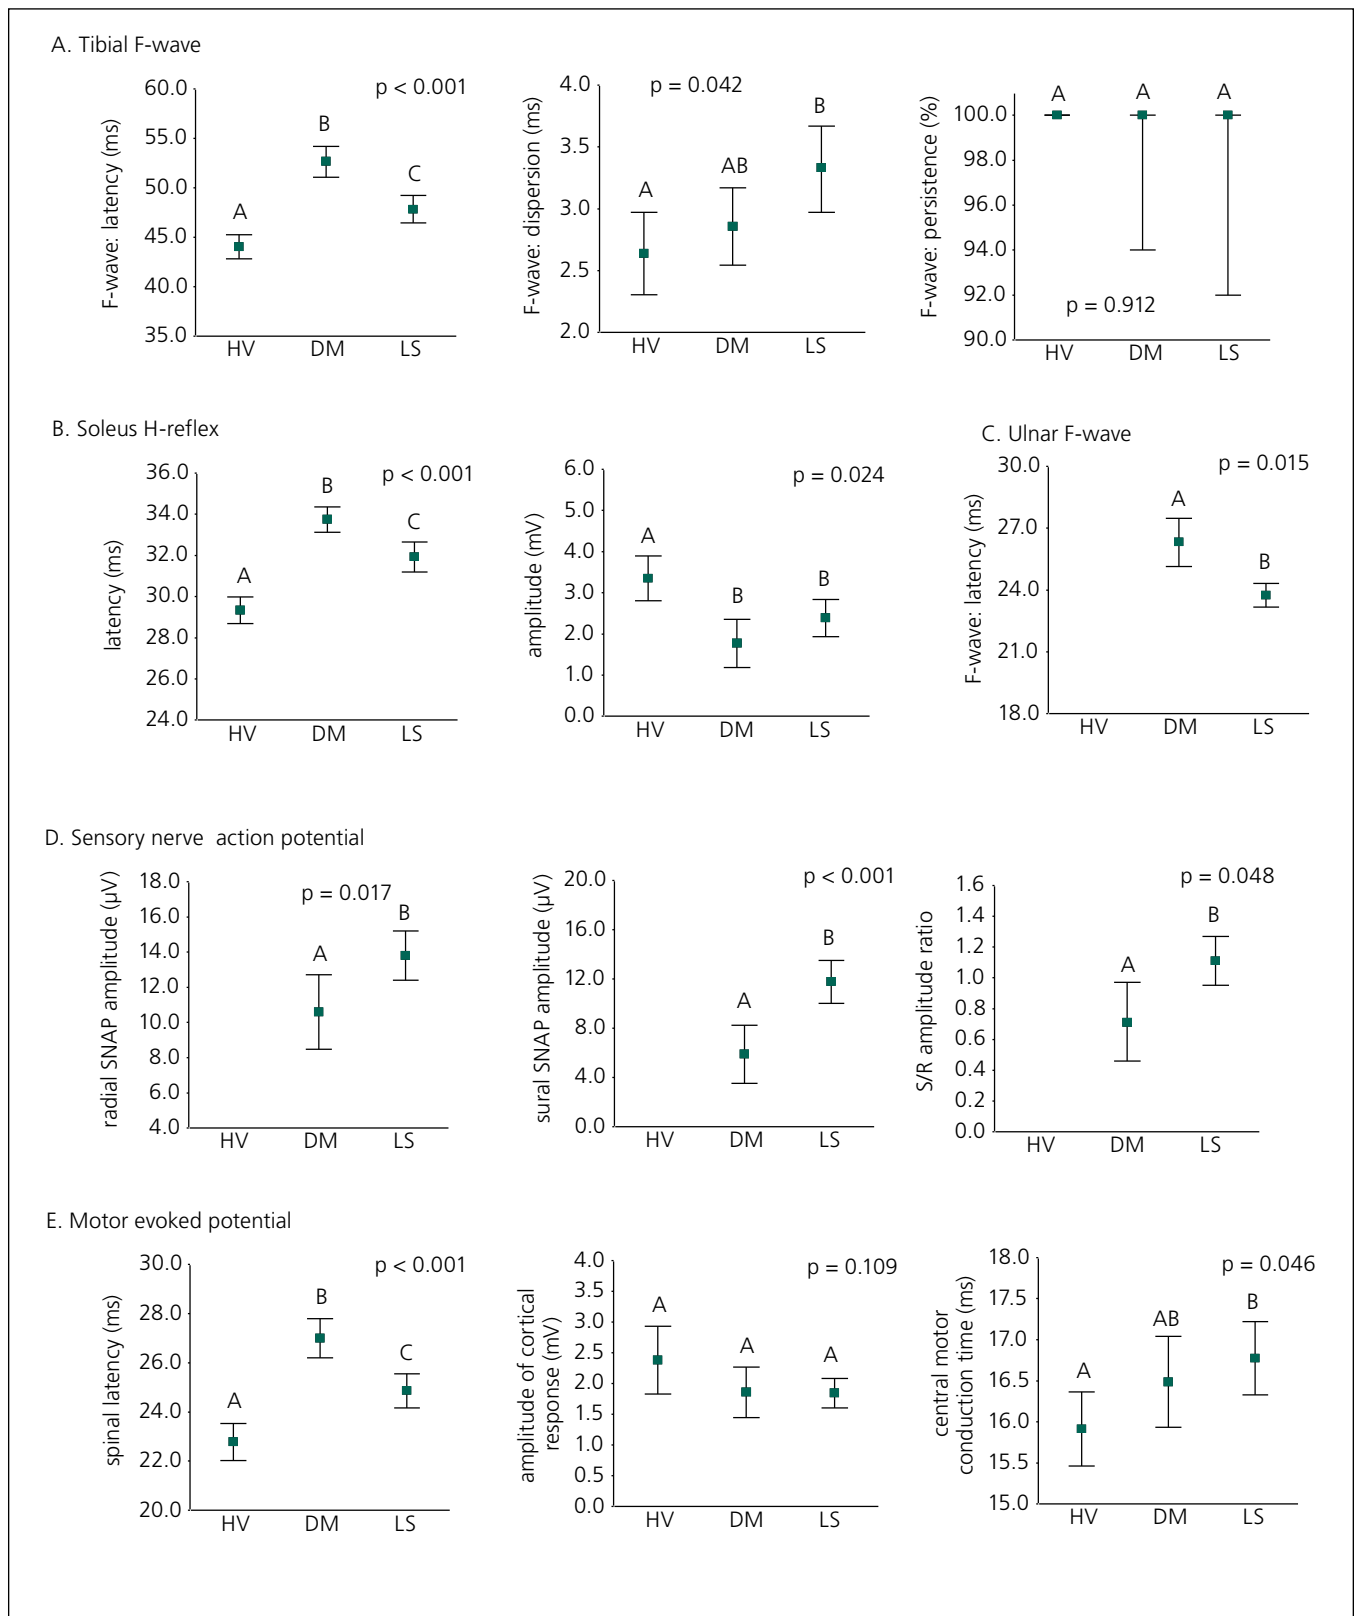 A. Tibial F-wave
F-wave: latency (ms)
60.0
55.0
50.0
45.0
40.0
35.0
p < 0.001
A
B
C
HV DM LS
F-wave: dispersion (ms)
4.0
3.5
3.0
2.5
2.0
p = 0.042
A
AB
B
HV DM LS
F-wave: persistence (%)
100.0
98.0
96.0
94.0
92.0
90.0
A A A
p = 0.912
HV DM LS
B. Soleus H-reflex
latency (ms)
36.0
34.0
32.0
30.0
28.0
26.0
24.0
p < 0.001
A
B
C
HV DM LS
amplitude (mV)
6.0
5.0
4.0
3.0
2.0
1.0
0.0
p = 0.024
A
B
B
HV DM LS
C. Ulnar F-wave
F-wave: latency (ms)
30.0
27.0
24.0
21.0
18.0
p = 0.015
A
B
HV DM LS
D. Sensory nerve action potential
radial SNAP amplitude (µV)
18.0
16.0
14.0
12.0
10.0
8.0
6.0
4.0
p = 0.017
A
B
HV DM LS
sural SNAP amplitude (µV)
20.0
16.0
12.0
8.0
4.0
0.0
p < 0.001
A
B
HV DM LS
S/R amplitude ratio
1.6
1.4
1.2
1.0
0.8
0.6
0.4
0.2
0.0
p = 0.048
A
B
HV DM LS
E. Motor evoked potential
spinal latency (ms)
30.0
28.0
26.0
24.0
22.0
20.0
p < 0.001
A
B
C
HV DM LS
amplitude of cortical
response (mV)
4.0
3.5
3.0
2.5
2.0
1.5
1.0
0.5
0.0
p = 0.109
A
A
A
HV DM LS
central motor
conduction time (ms)
18.0
17.5
17.0
16.5
16.0
15.5
15.0
p = 0.046
A
AB
B
HV DM LS